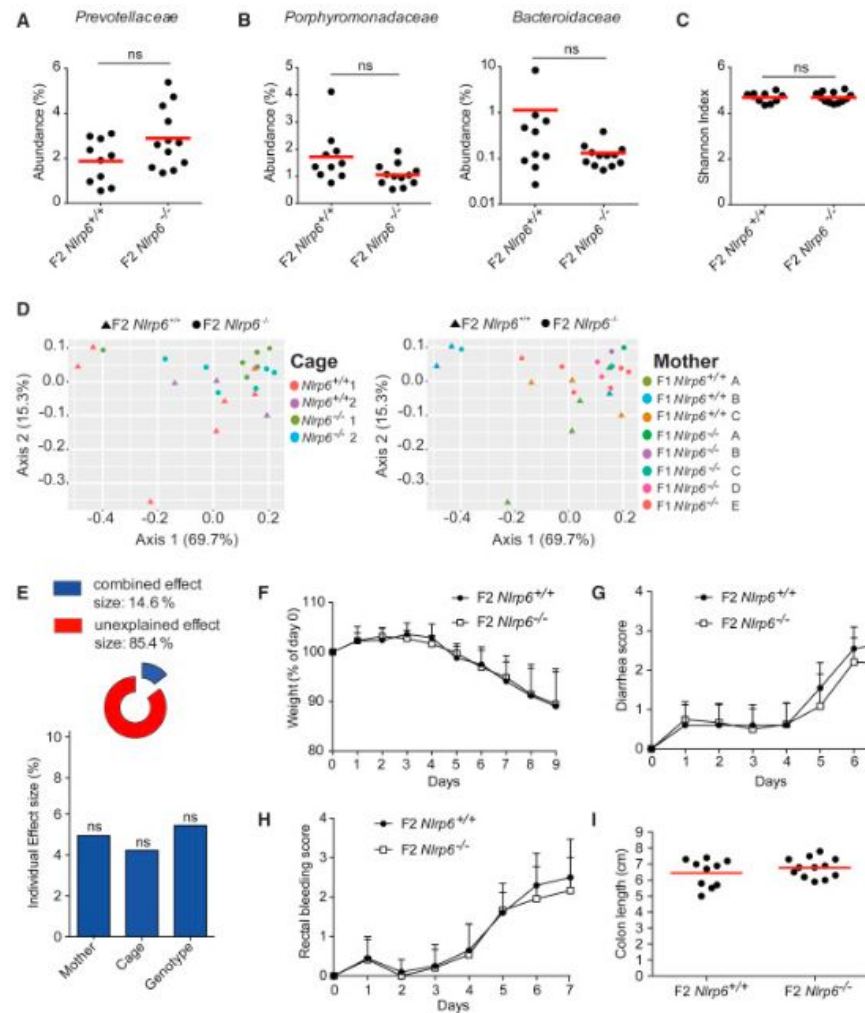 A
Prevotellaceae
ns
Abundance (%)
6
4
2
0
F2 Nlrp6+/+
F2 Nlrp6-/-
B
Porphyromonadaceae
ns
Abundance (%)
5
4
3
2
1
0
F2 Nlrp6+/+
F2 Nlrp6-/-
Bacteroidaceae
ns
Abundance (%)
10
1
0.1
0.01
F2 Nlrp6+/+
F2 Nlrp6-/-
C
ns
Shannon Index
6
4
2
0
F2 Nlrp6+/+
F2 Nlrp6-/-
D
▲F2 Nlrp6+/+ ●F2 Nlrp6-/-
Axis 2 (15.3%)
0.1
0.0
-0.1
-0.2
-0.3
-0.4 -0.2 0.0 0.2
Axis 1 (69.7%)
Cage
Nlrp6+/+1
Nlrp6+/+2
Nlrp6-/- 1
Nlrp6-/- 2
▲F2 Nlrp6+/+ ●F2 Nlrp6-/-
Axis 2 (15.3%)
0.1
0.0
-0.1
-0.2
-0.3
-0.4 -0.2 0.0 0.2
Axis 1 (69.7%)
Mother
F1 Nlrp6+/+ A
F1 Nlrp6+/+ B
F1 Nlrp6+/+ C
F1 Nlrp6-/- A
F1 Nlrp6-/- B
F1 Nlrp6-/- C
F1 Nlrp6-/- D
F1 Nlrp6-/- E
E
combined effect
size: 14.6 %
unexplained effect
size: 85.4 %
Individual Effect size (%)
10
8
6
4
2
0
ns
ns
ns
Mother
Cage
Genotype
F
F2 Nlrp6+/+
F2 Nlrp6-/-
Weight (% of day 0)
110
100
90
80
0 1 2 3 4 5 6 7 8 9
Days
G
F2 Nlrp6+/+
F2 Nlrp6-/-
Diarrhea score
4
3
2
1
0
0 1 2 3 4 5 6
Days
H
F2 Nlrp6+/+
F2 Nlrp6-/-
Rectal bleeding score
4
3
2
1
0
0 1 2 3 4 5 6 7
Days
I
Colon length (cm)
9
8
7
6
5
4
3
2
1
0
F2 Nlrp6+/+
F2 Nlrp6-/-